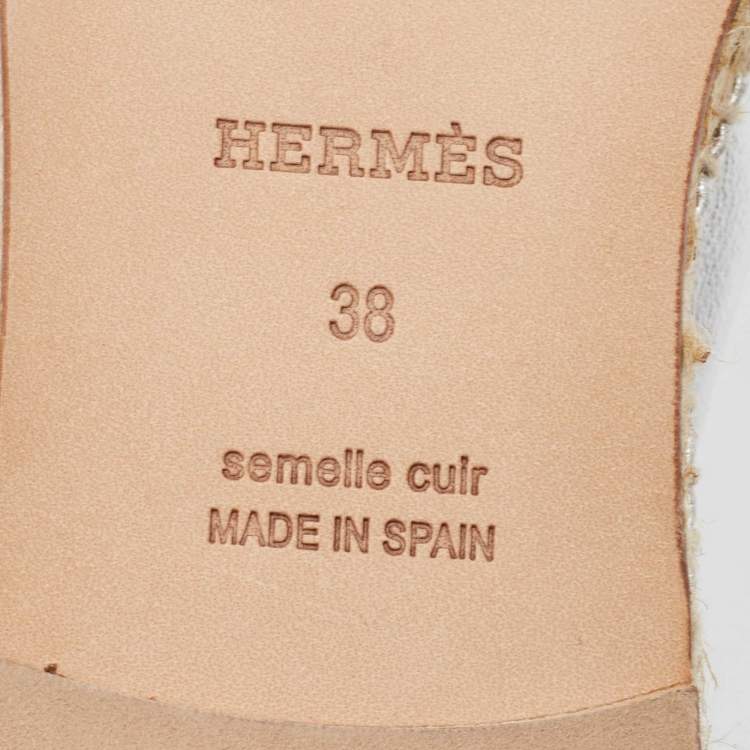 HERMÈS
38
semelle cuir
MADE IN SPAIN